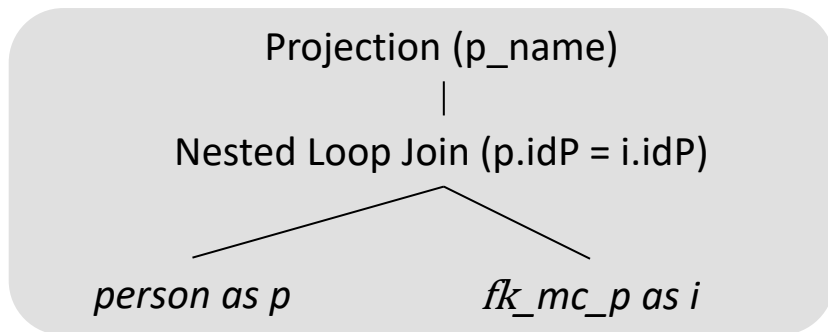 Projection (p_name)
Nested Loop Join (p.idP = i.idP)
person as p
fk_mc_p as i